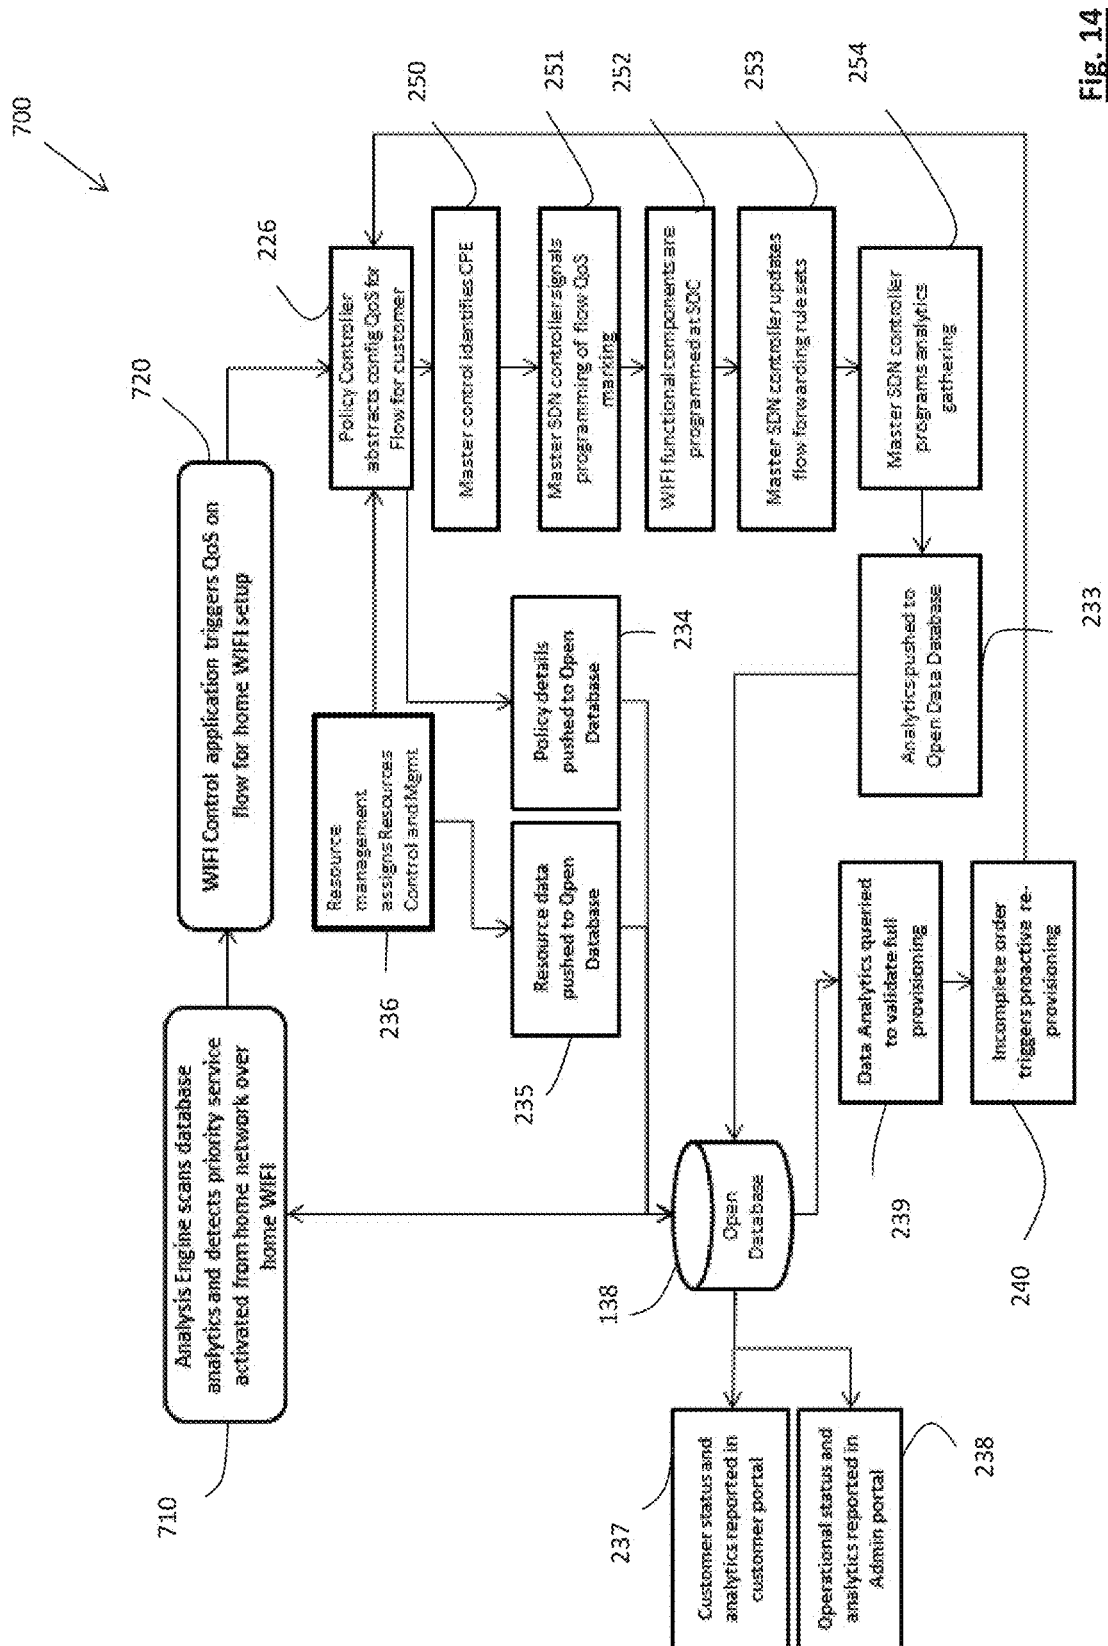 700
710
Analysis Engine scans database
analytics and detects priority service
activated from home network over
home WIFI
720
WIFI Control application triggers QoS on
flow for home WIFI setup
226
Policy Controller
abstracts config QoS for
Flow for customer
Resource
management
assigns Resources
Control and Mgmt
236
250
Master control identifies CPE
251
Master SDN controller signals
programming of flow QoS
marking
252
WIFI functional components are
programmed at SDC
253
Master SDN controller updates
flow forwarding rule sets
254
Master SDN controller
programs analytics
gathering
Resource data
pushed to Open
Database
235
Policy details
pushed to Open
Database
234
Analytics pushed to
Open Data Database
233
138
Open
Database
237
Customer status and
analytics reported in
customer portal
238
Operational status and
analytics reported in
Admin portal
239
Data Analytics queried
to validate full
provisioning
240
Incomplete order
triggers proactive re-
provisioning
Fig. 14